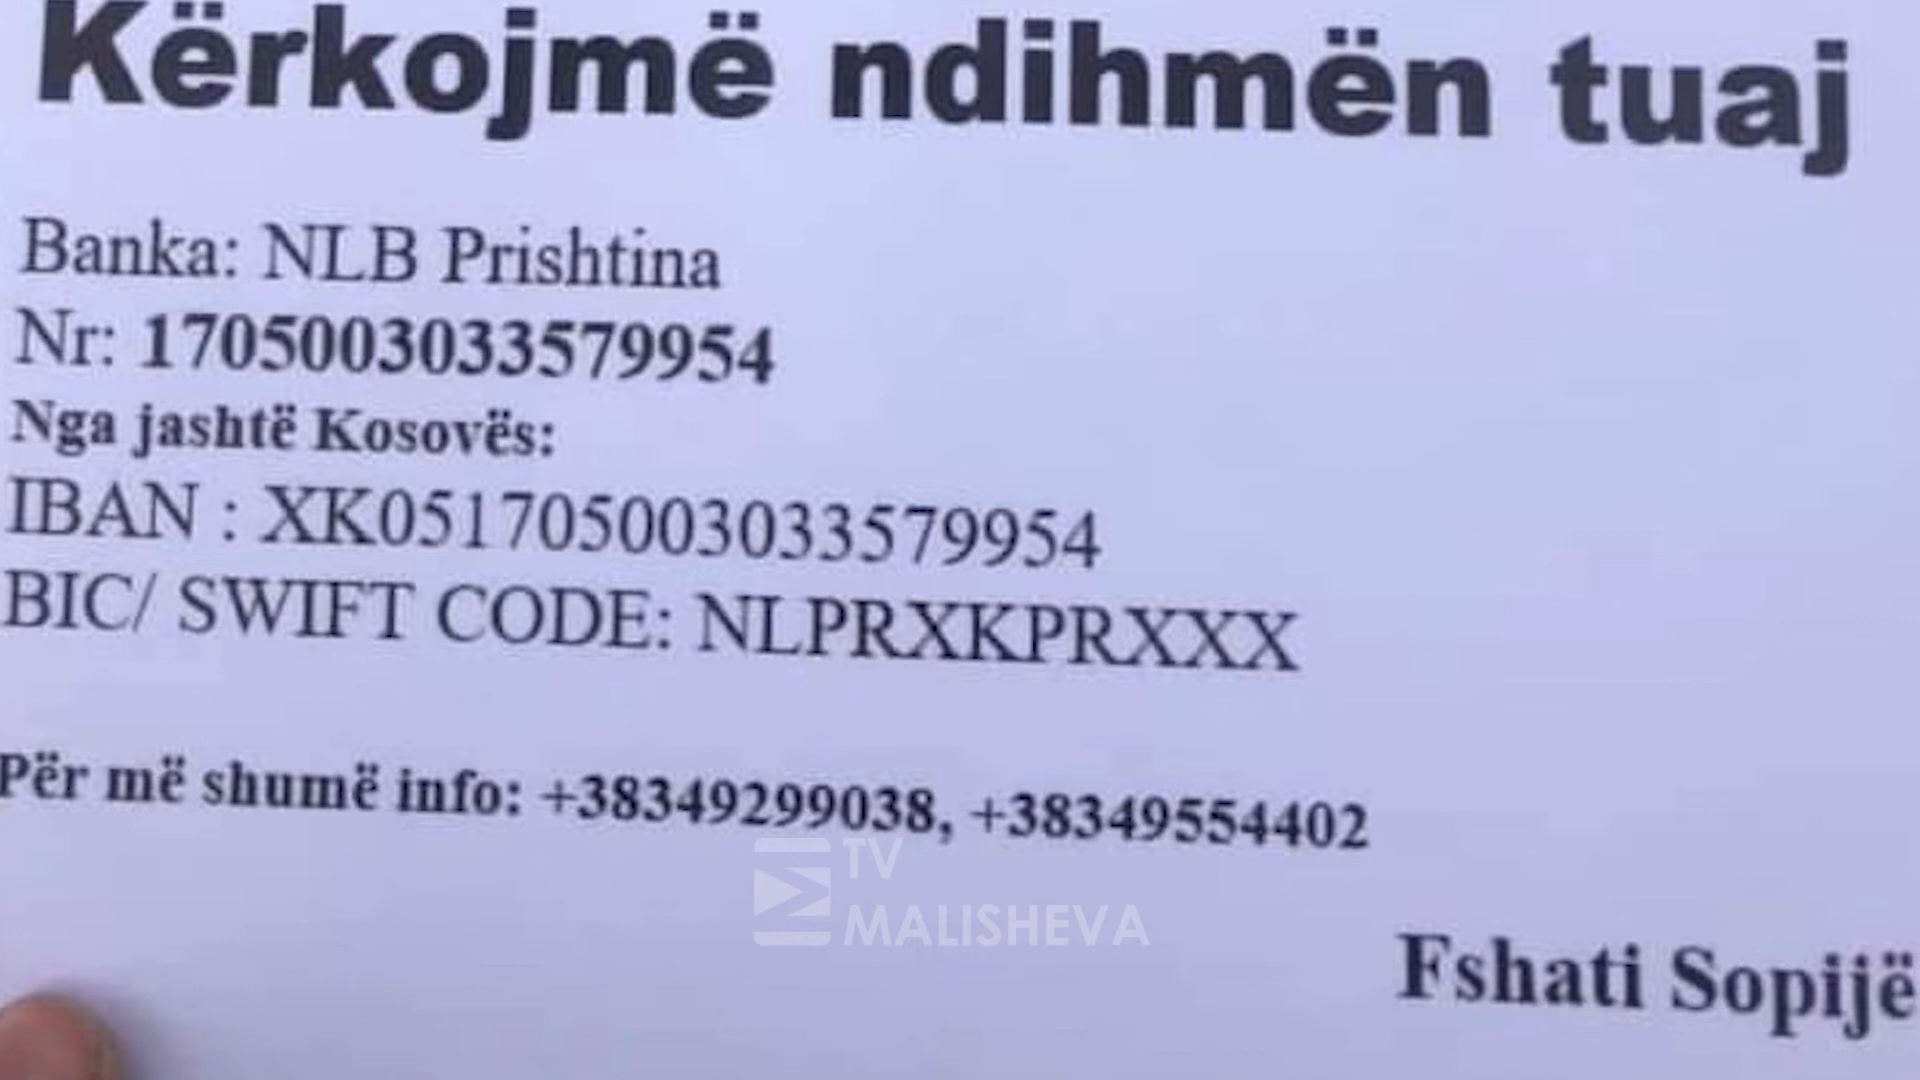 Kërkojmë ndihmën tuaj
Banka: NLB Prishtina
Nr: 1705003033579954
Nga jashtë Kosovës:
IBAN : XK051705003033579954
BIC/ SWIFT CODE: NLPRXKPRXXX
Për më shumë info: +38349299038, +38349554402
TV
MALISHEVA
Fshati Sopijë